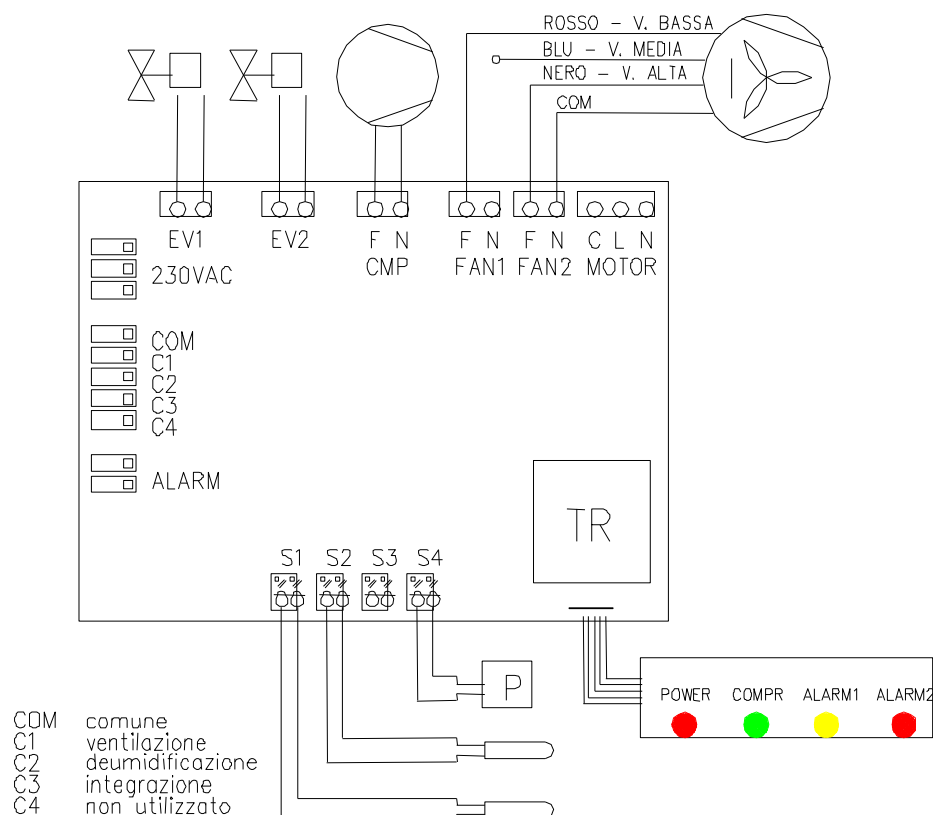 ROSSO - V. BASSA
BLU - V. MEDIA
NERO - V. ALTA
COM
EV1 EV2 F N F N F N C L N
CMP FAN1 FAN2 MOTOR
230VAC
COM
C1
C2
C3
C4
ALARM
TR
S1 S2 S3 S4
P
POWER COMPR ALARM1 ALARM2
COM comune
C1 ventilazione
C2 deumidificazione
C3 integrazione
C4 non utilizzato